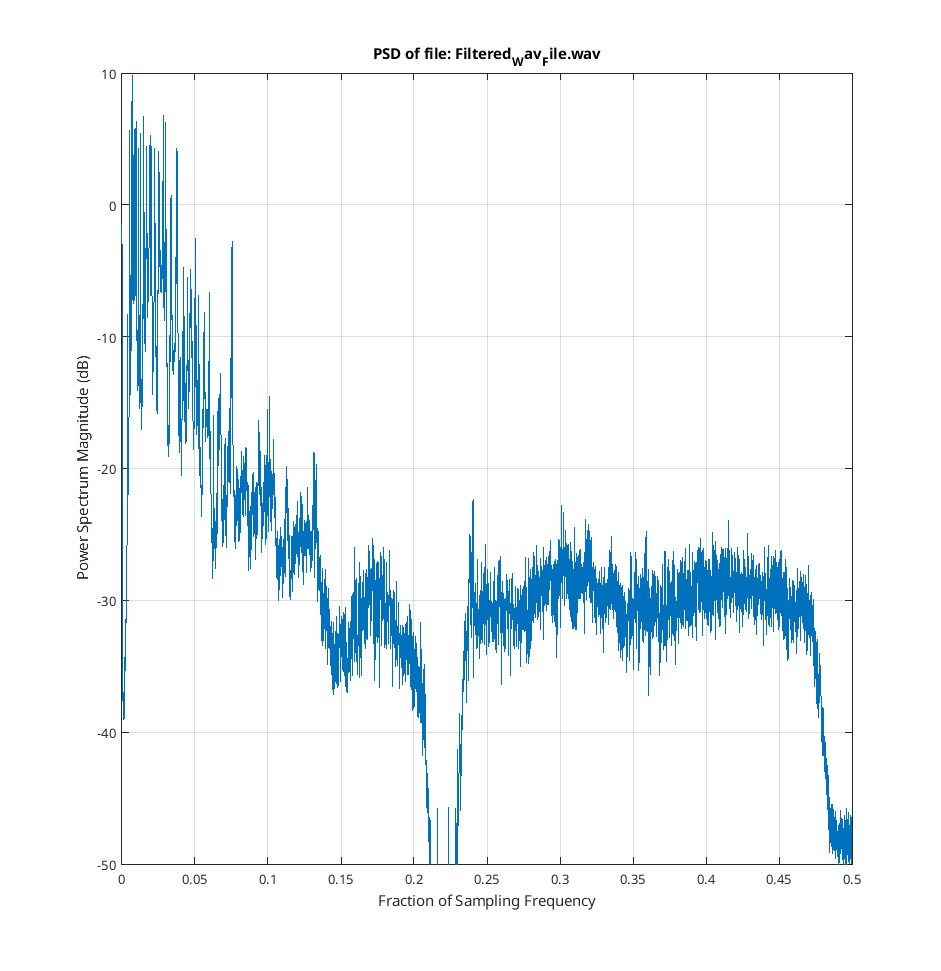 PSD of file: FilteredWavFile.wav
10
0
-10
-20
-30
-40
-50
Power Spectrum Magnitude (dB)
0 0.05 0.1 0.15 0.2 0.25 0.3 0.35 0.4 0.45 0.5
Fraction of Sampling Frequency